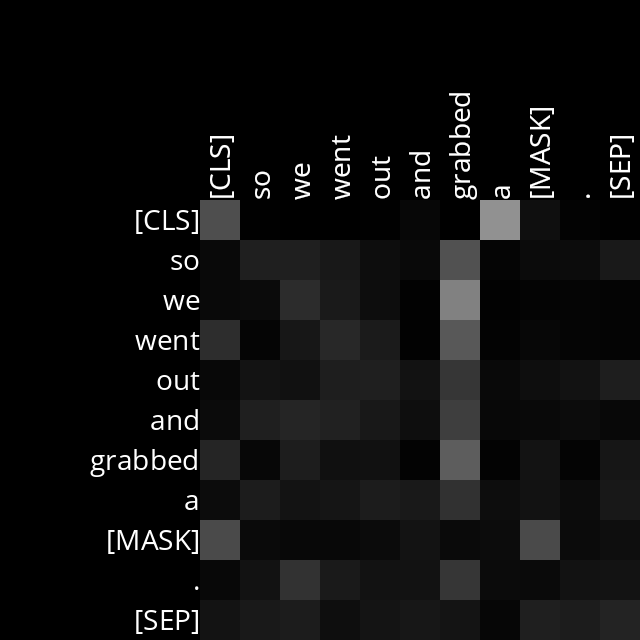 [CLS] so we went out and grabbed a [MASK] . [SEP]
[CLS]
so
we
went
out
and
grabbed
a
[MASK]
.
[SEP]